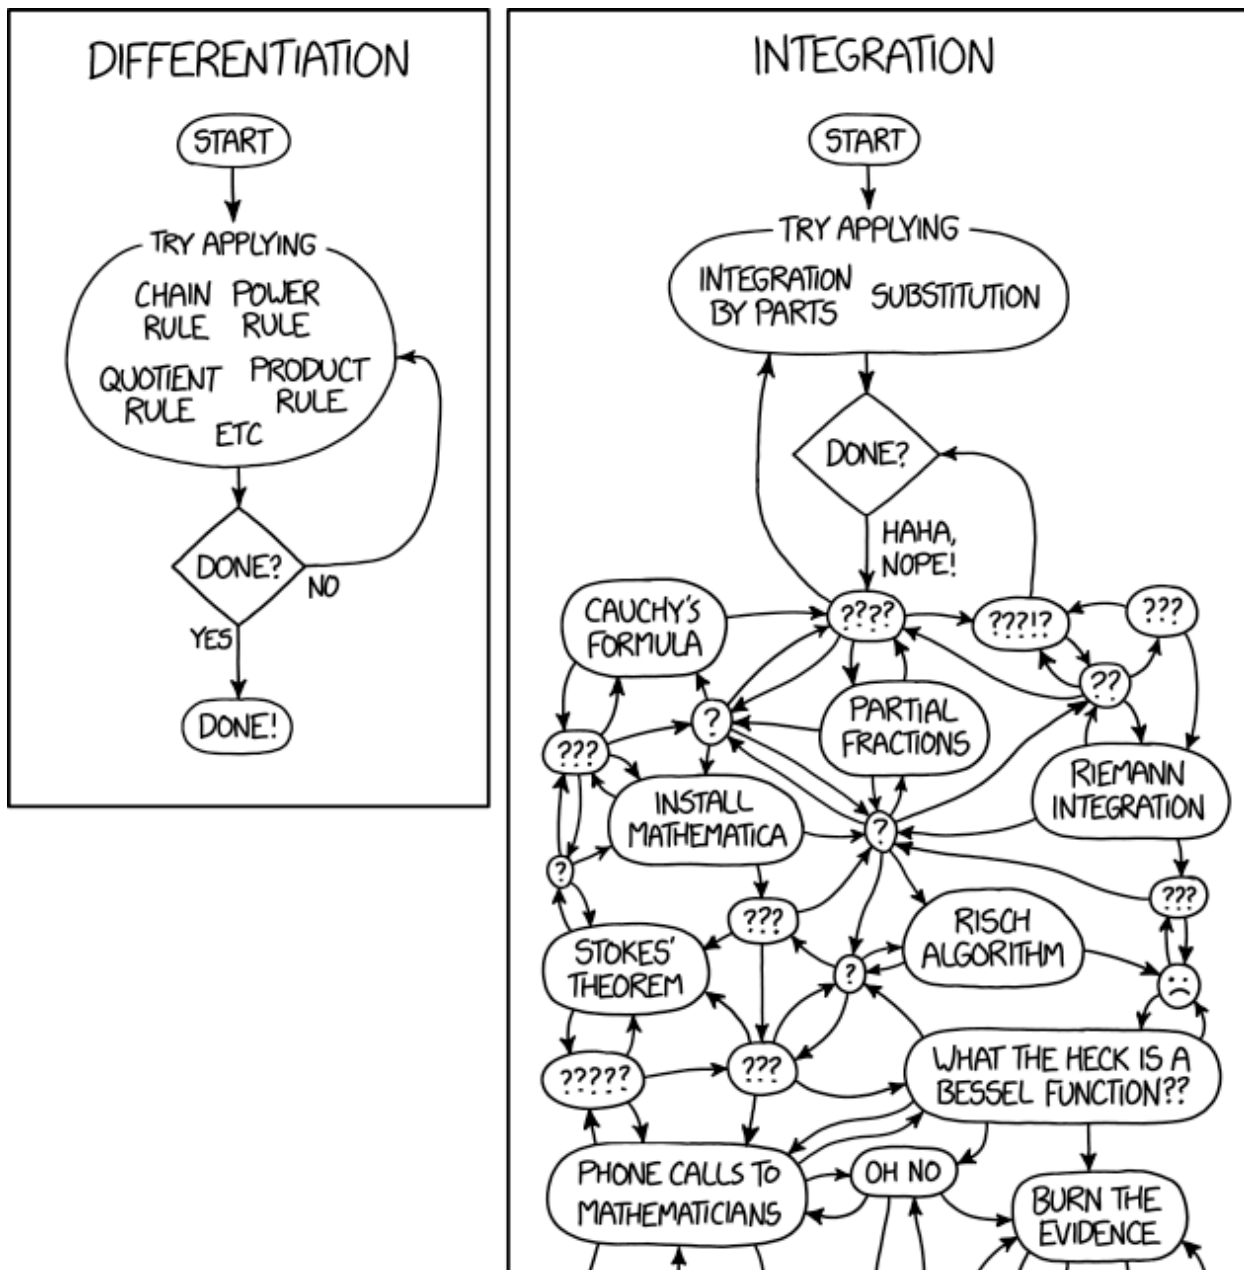 DIFFERENTIATION
START
TRY APPLYING
CHAIN
RULE
POWER
RULE
QUOTIENT
RULE
PRODUCT
RULE
ETC
DONE?
NO
YES
DONE!
INTEGRATION
START
TRY APPLYING
INTEGRATION
BY PARTS
SUBSTITUTION
DONE?
HAHA,
NOPE!
CAUCHY'S
FORMULA
????
???!?
???
??
?
PARTIAL
FRACTIONS
???
INSTALL
MATHEMATICA
?
RIEMANN
INTEGRATION
?
???
???
STOKES'
THEOREM
RISCH
ALGORITHM
?
?????
???
WHAT THE HECK IS A
BESSEL FUNCTION??
PHONE CALLS TO
MATHEMATICIANS
OH NO
BURN THE
EVIDENCE